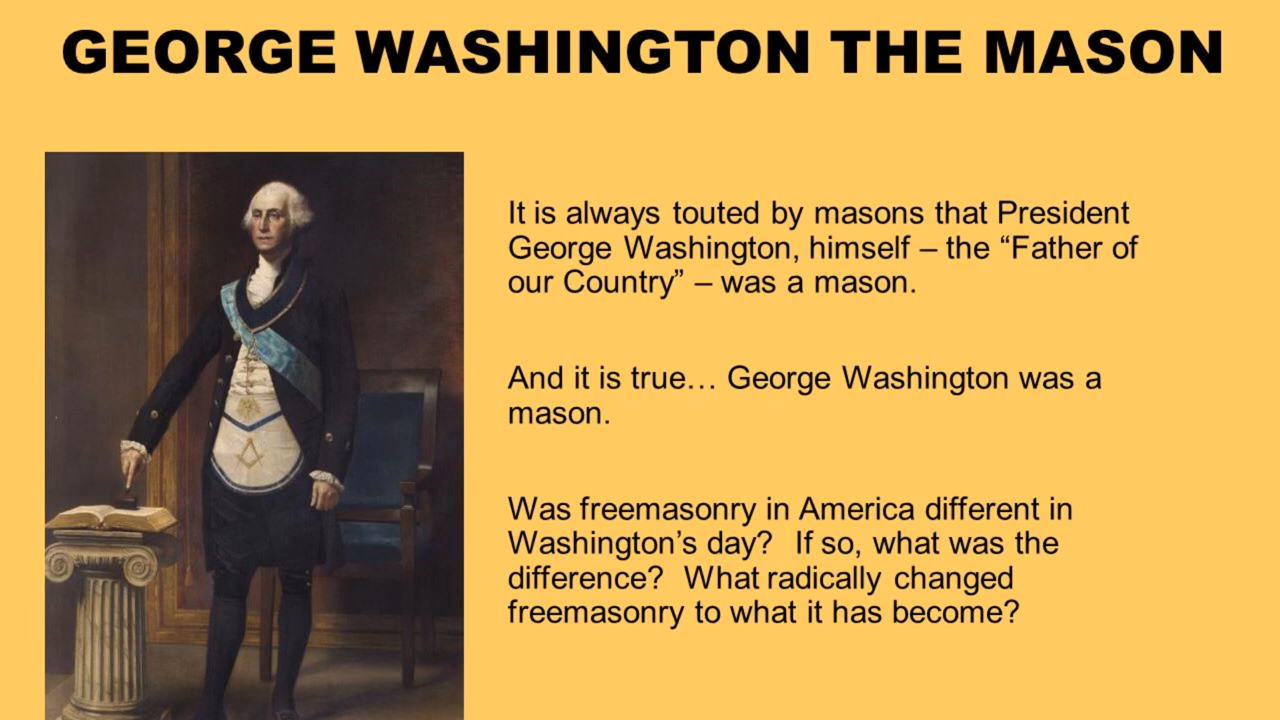 GEORGE WASHINGTON THE MASON
It is always touted by masons that President
George Washington, himself – the “Father of
our Country” – was a mason.
And it is true… George Washington was a
mason.
Was freemasonry in America different in
Washington’s day?  If so, what was the
difference?  What radically changed
freemasonry to what it has become?